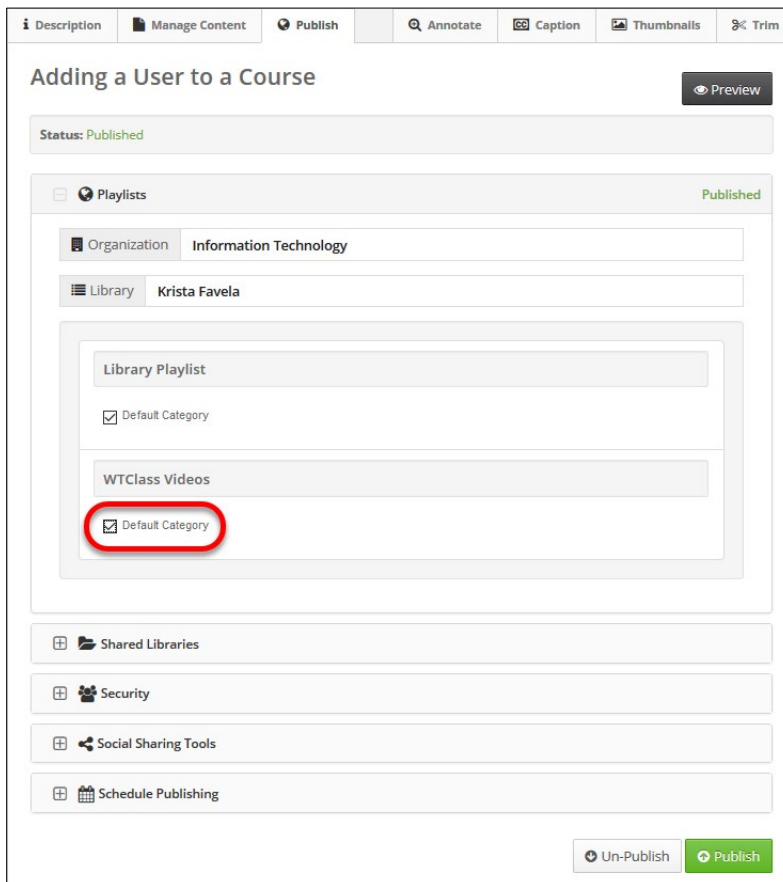 Description Manage Content Publish Annotate CC Caption Thumbnails Trim
Adding a User to a Course
Preview
Status: Published
Playlists Published
Organization Information Technology
Library Krista Favela
Library Playlist
Default Category
WTClass Videos
Default Category
Shared Libraries
Security
Social Sharing Tools
Schedule Publishing
Un-Publish Publish